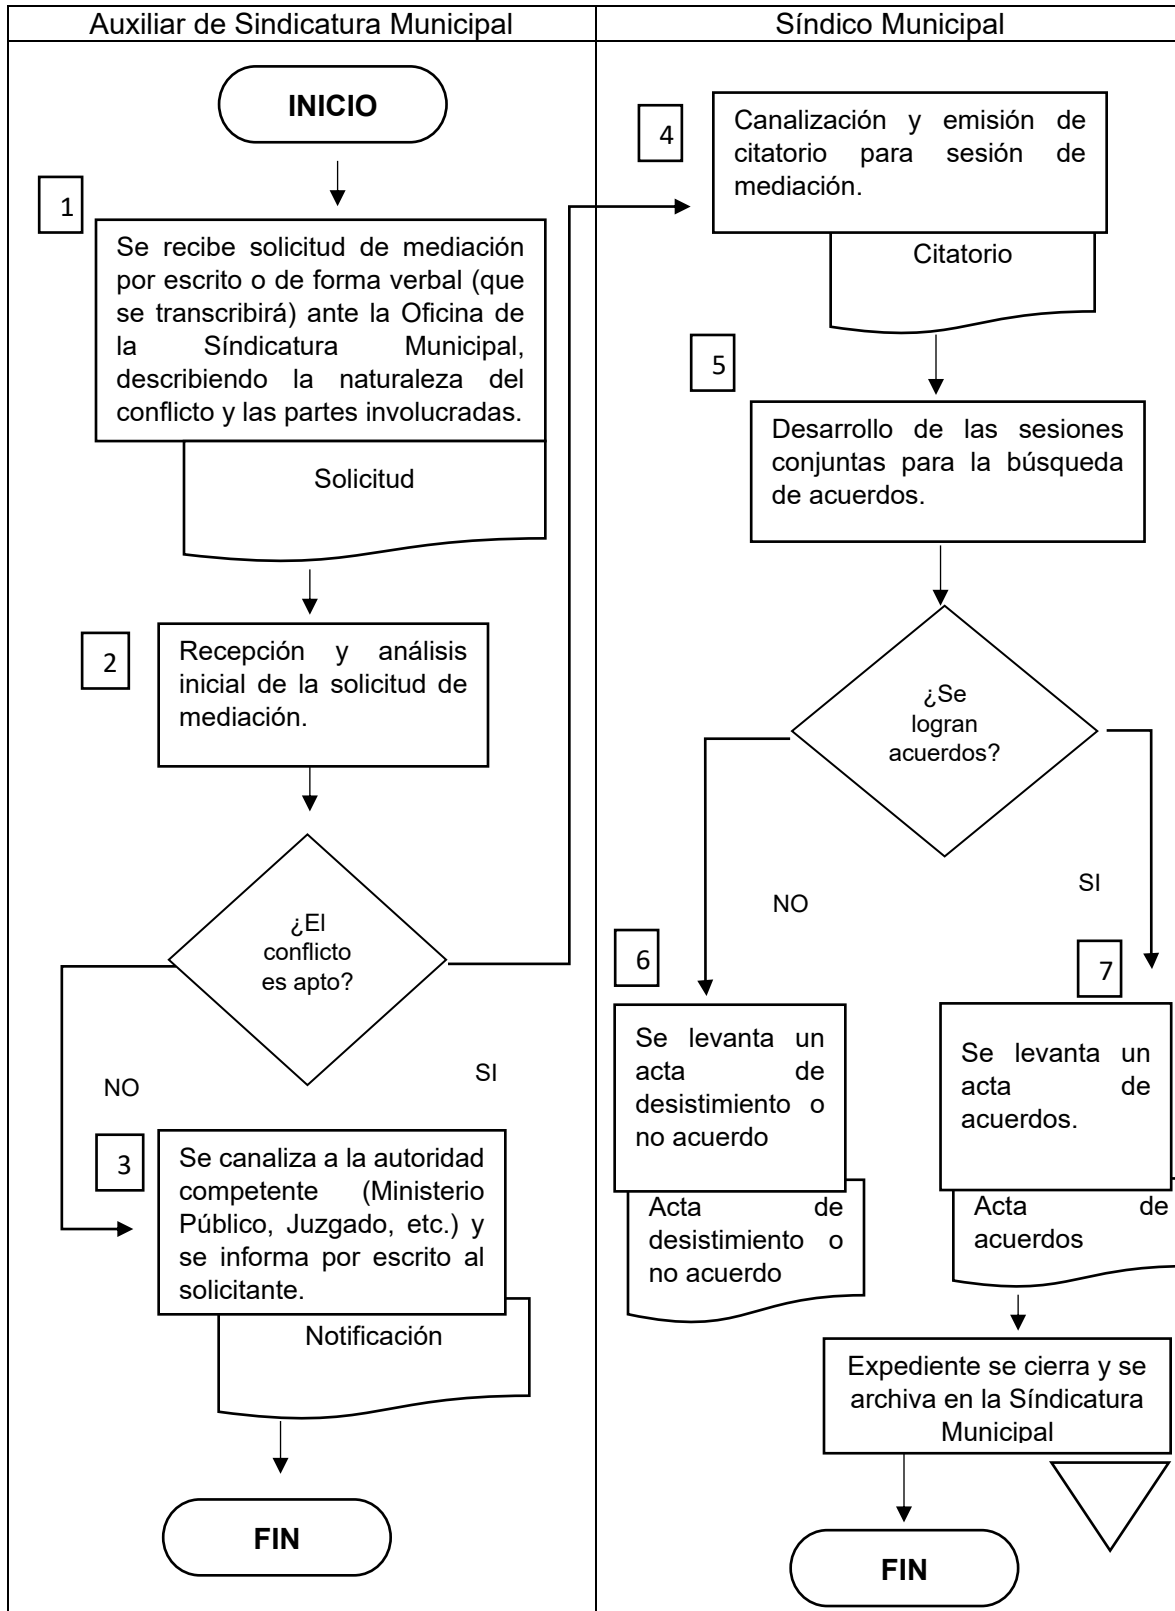 Auxiliar de Sindicatura Municipal
INICIO
1
Se recibe solicitud de mediación
por escrito o de forma verbal (que
se transcribirá) ante la Oficina de
la Síndicatura Municipal,
describiendo la naturaleza del
conflicto y las partes involucradas.
Solicitud
2
Recepción y análisis
inicial de la solicitud de
mediación.
¿El
conflicto
es apto?
NO
SI
3
Se canaliza a la autoridad
competente (Ministerio
Público, Juzgado, etc.) y
se informa por escrito al
solicitante.
Notificación
FIN
Síndico Municipal
4
Canalización y emisión de
citatorio para sesión de
mediación.
Citatorio
5
Desarrollo de las sesiones
conjuntas para la búsqueda
de acuerdos.
¿Se
logran
acuerdos?
NO
SI
6
Se levanta un
acta de
desistimiento o
no acuerdo
Acta de
desistimiento o
no acuerdo
7
Se levanta un
acta de
acuerdos.
Acta de
acuerdos
Expediente se cierra y se
archiva en la Síndicatura
Municipal
FIN